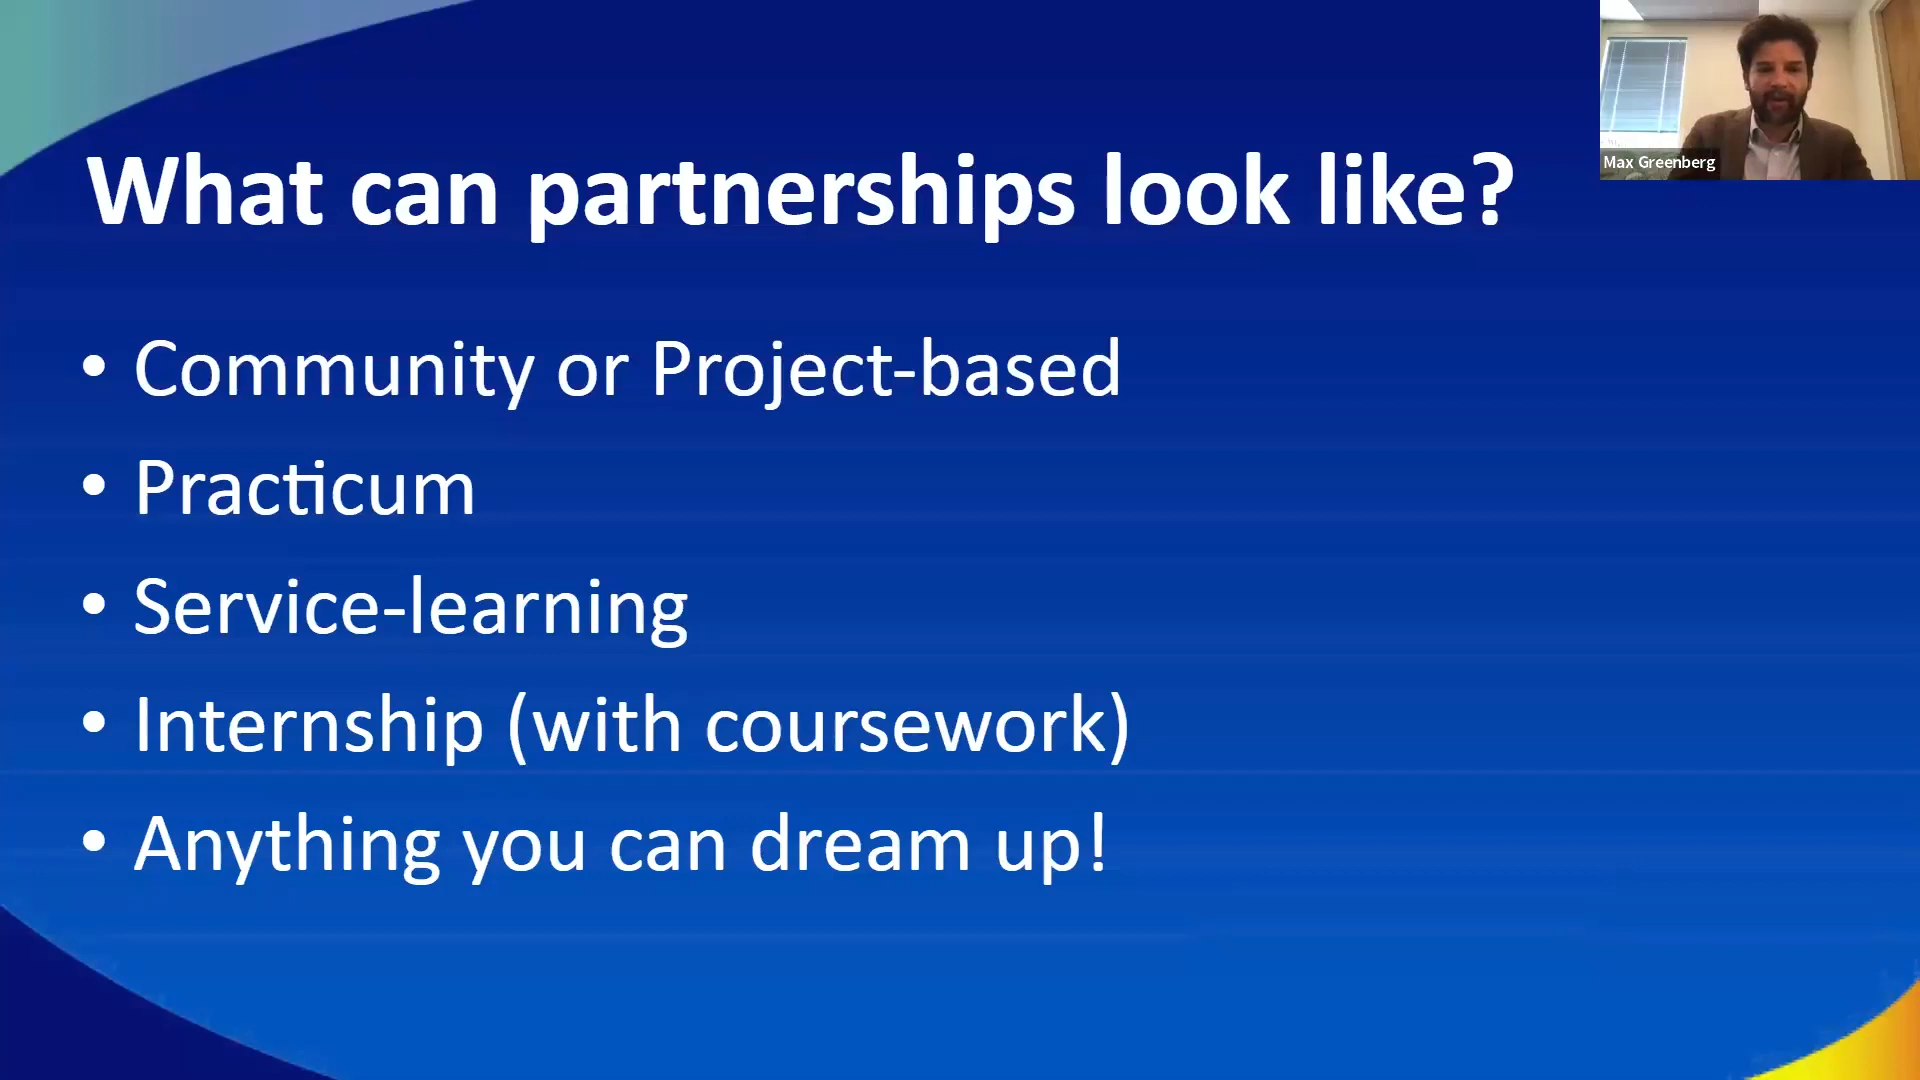 What can partnerships look like?
Max Greenberg
• Community or Project-based
• Practicum
• Service-learning
• Internship (with coursework)
• Anything you can dream up!